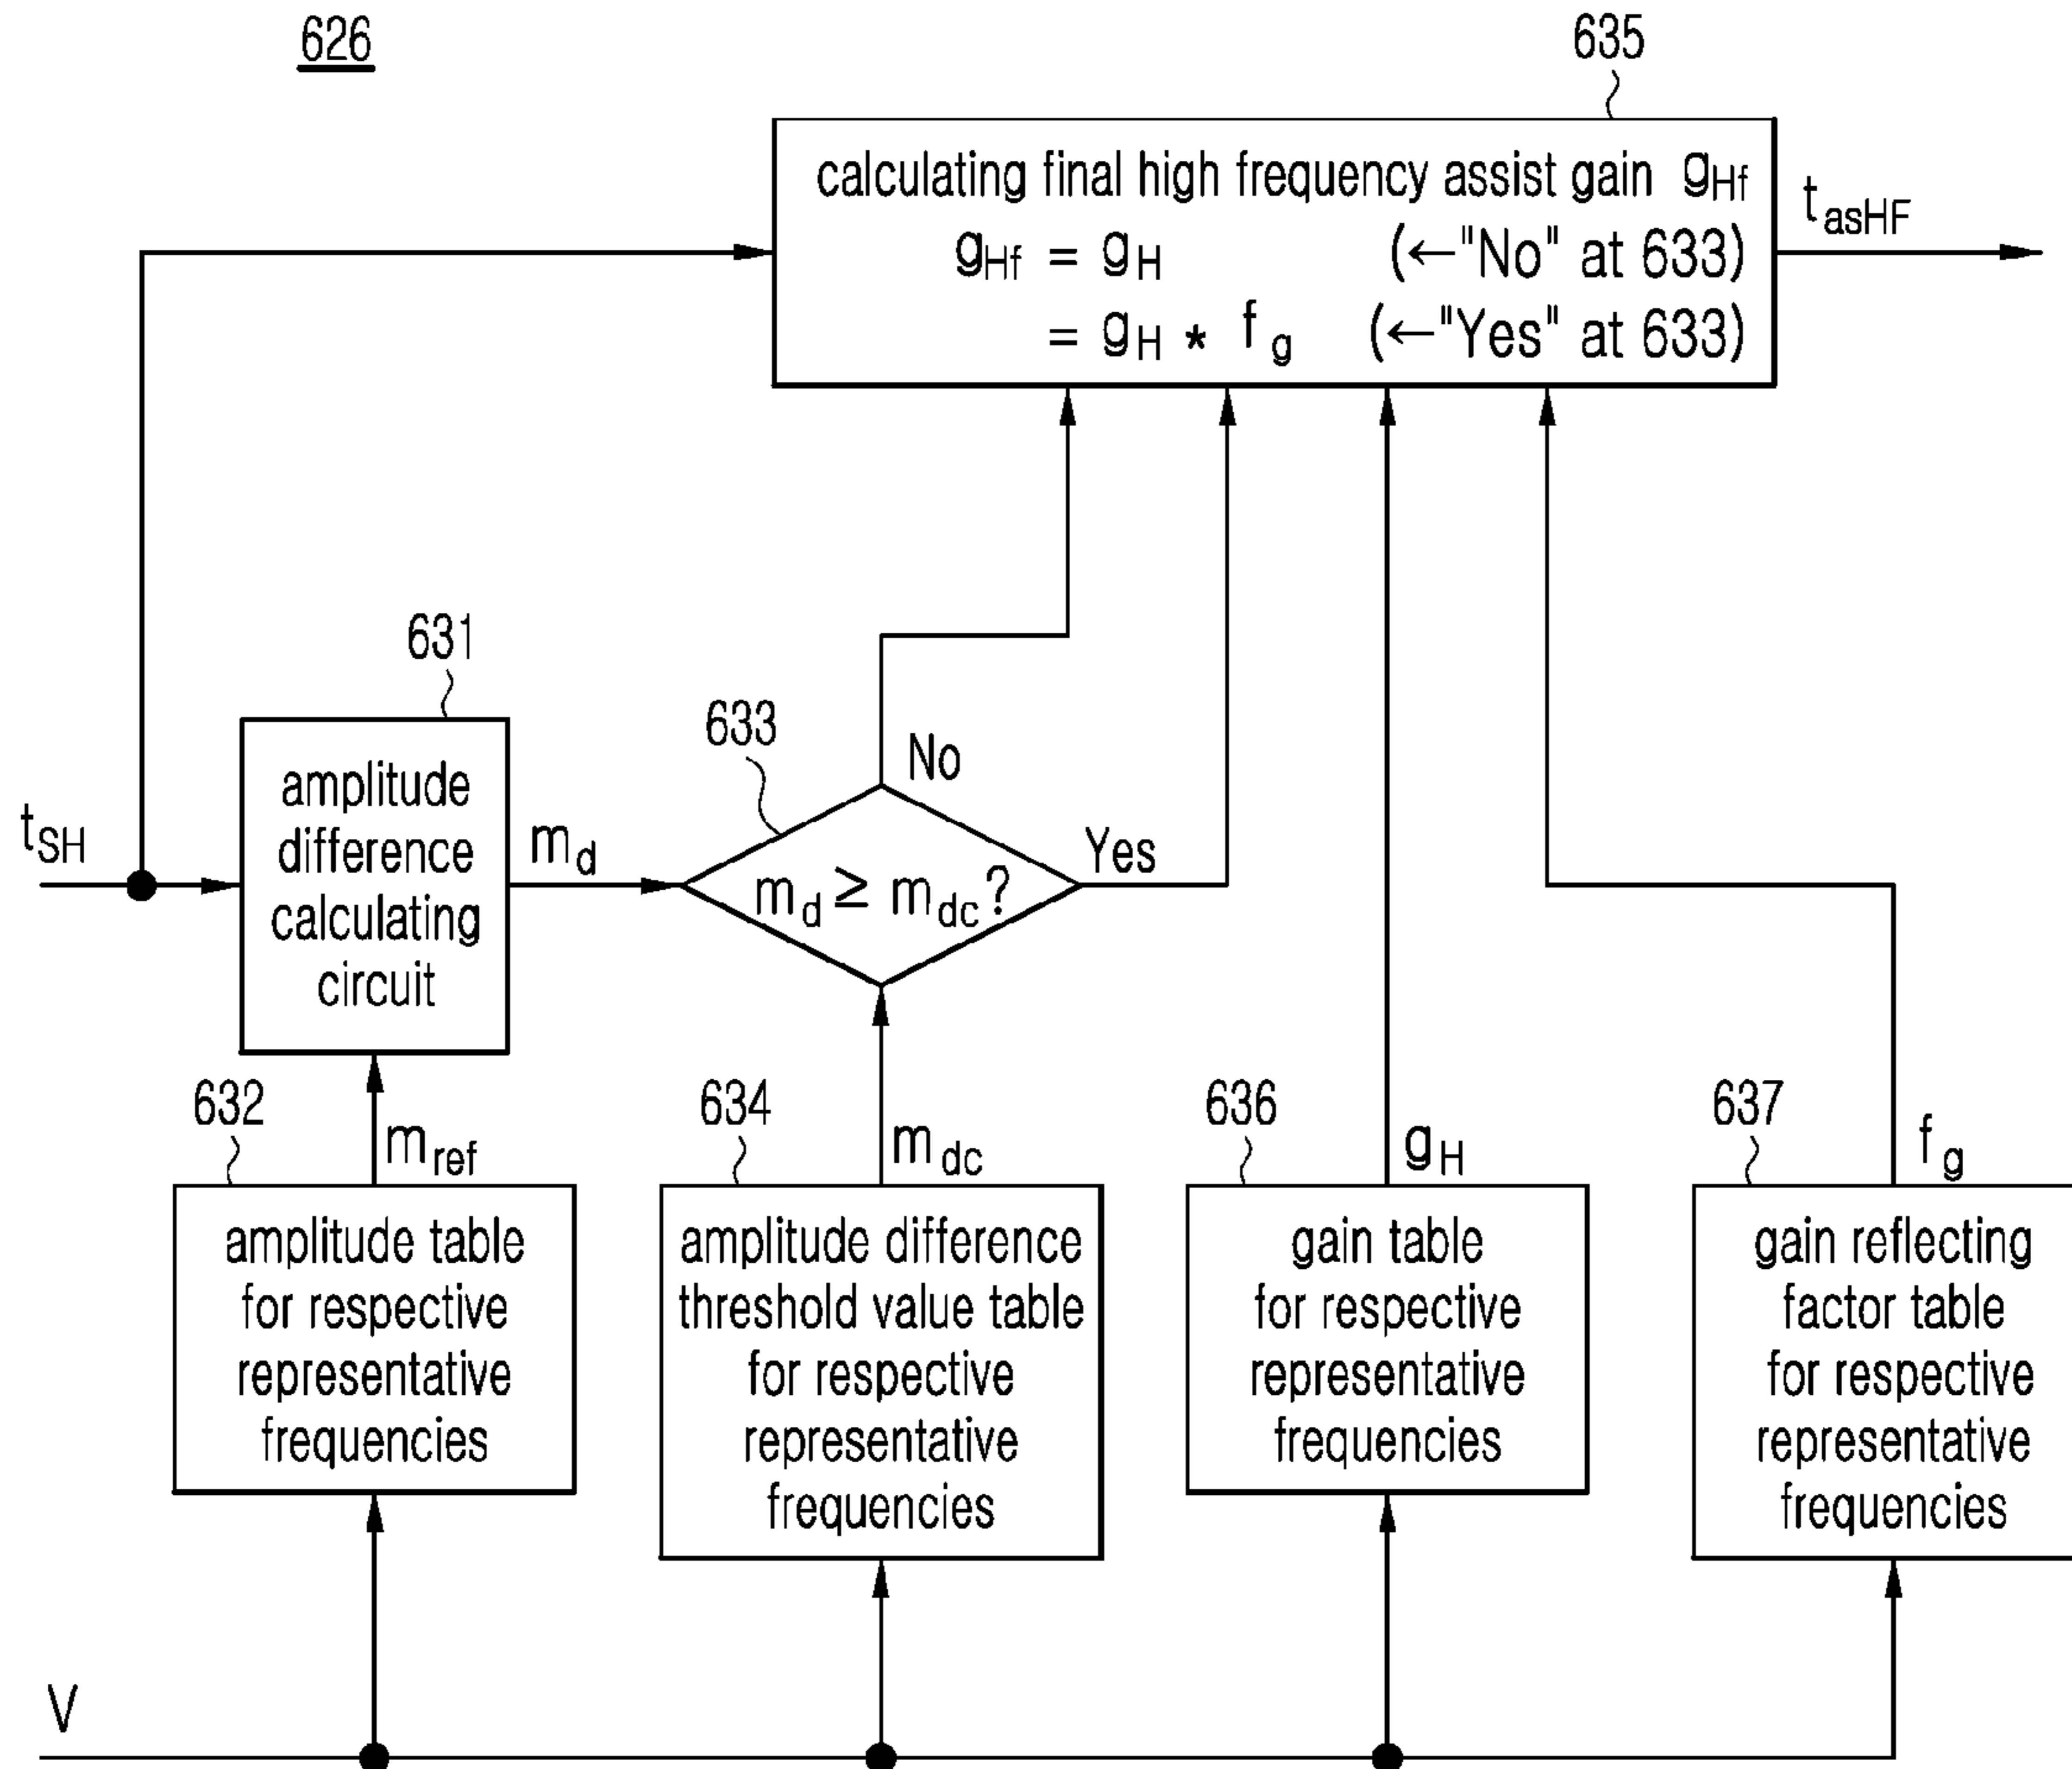 626
635
calculating final high frequency assist gain gHf
gHf = gH (←"No" at 633)
= gH * fg (←"Yes" at 633)
tasHF
631
amplitude
difference
calculating
circuit
tSH
md
633
No
Yes
md ≥ mdc?
632
mref
amplitude table
for respective
representative
frequencies
634
mdc
amplitude difference
threshold value table
for respective
representative
frequencies
636
gH
gain table
for respective
representative
frequencies
637
fg
gain reflecting
factor table
for respective
representative
frequencies
V